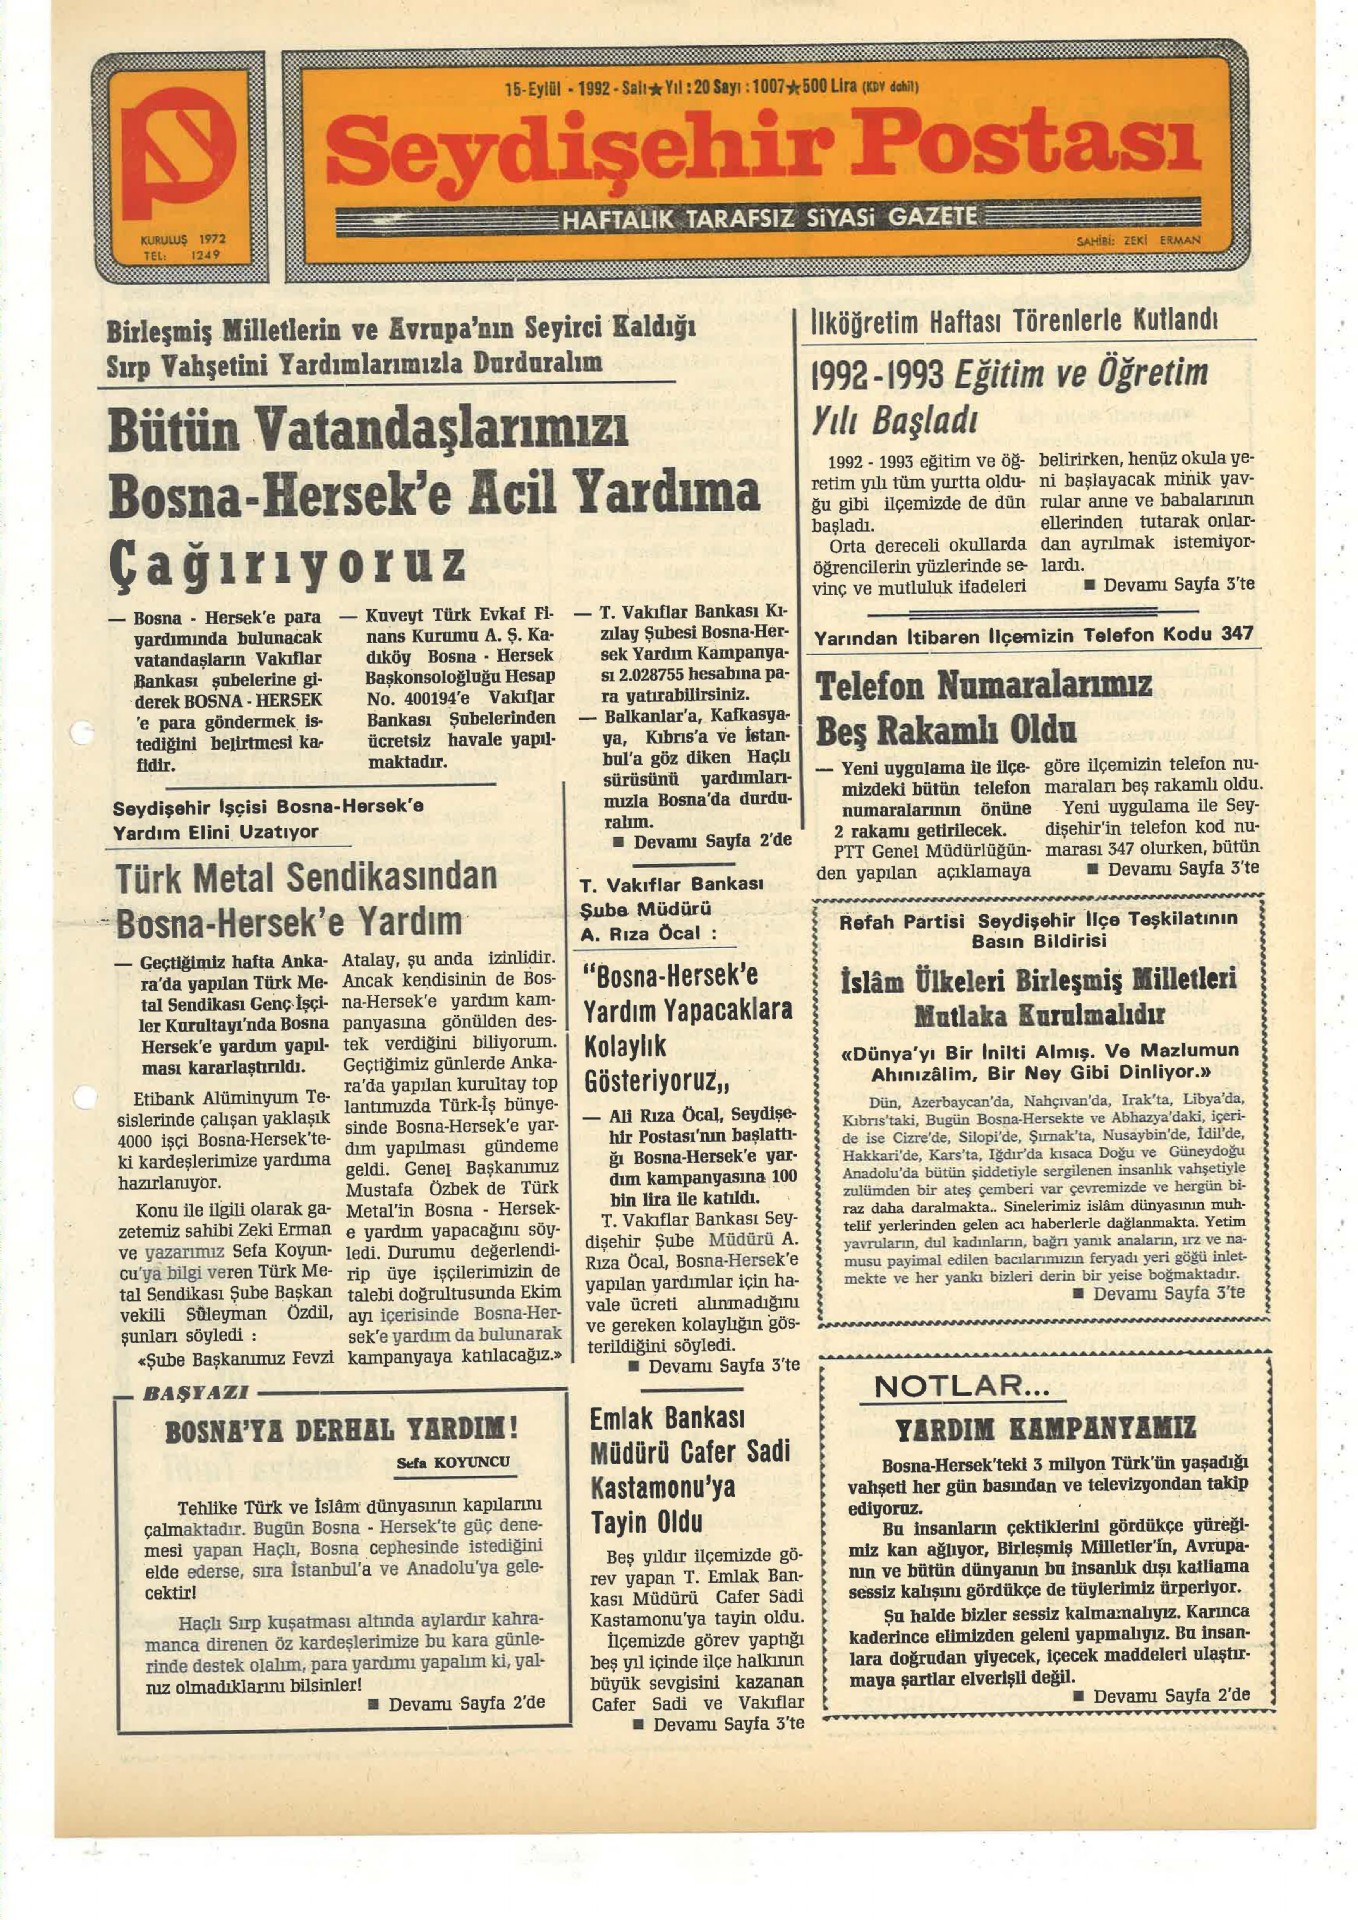 15-Eylül - 1992 - Salı★Yıl : 20 Sayı : 1007★500 Lira (KDV dahil)
Seydişehir Postası
HAFTALIK TARAFSIZ SİYASİ GAZETE
SAHİBİ: ZEKİ ERMAN
KURULUŞ 1972
TEL: 1249
Birleşmiş Milletlerin ve Avrupa'nın Seyirci Kaldığı
Sırp Vahşetini Yardımlarımızla Durduralım
Bütün Vatandaşlarımızı
Bosna-Hersek'e Acil Yardıma
Çağırıyoruz
— Bosna - Hersek'e para
yardımında bulunacak
vatandaşların Vakıflar
Bankası şubelerine gi-
derek BOSNA - HERSEK
'e para göndermek is-
tediğini belirtmesi ka-
fidir.
— Kuveyt Türk Evkaf Fi-
nans Kurumu A. Ş. Ka-
dıköy Bosna - Hersek
Başkonsoloğluğu Hesap
No. 400194'e Vakıflar
Bankası Şubelerinden
ücretsiz havale yapıl-
maktadır.
— T. Vakıflar Bankası Kı-
zılay Şubesi Bosna-Her-
sek Yardım Kampanya-
sı 2.028755 hesabına pa-
ra yatırabilirsiniz.
— Balkanlar'a, Kafkasya-
ya, Kıbrıs'a ve İstan-
bul'a göz diken Haçlı
sürüsünü yardımları-
mızla Bosna'da durdu-
ralım.
■ Devamı Sayfa 2'de
Seydişehir İşçisi Bosna-Hersek'e
Yardım Elini Uzatıyor
Türk Metal Sendikasından
Bosna-Hersek'e Yardım
— Geçtiğimiz hafta Anka-
ra'da yapılan Türk Me-
tal Sendikası Genç İşçi-
ler Kurultayı'nda Bosna
Hersek'e yardım yapıl-
ması kararlaştırıldı.
Etibank Alüminyum Te-
sislerinde çalışan yaklaşık
4000 işçi Bosna-Hersek'te-
ki kardeşlerimize yardıma
hazırlanıyor.
Konu ile ilgili olarak ga-
zetemiz sahibi Zeki Erman
ve yazarımız Sefa Koyun-
cu'ya bilgi veren Türk Me-
tal Sendikası Şube Başkan
vekili Süleyman Özdil,
şunları söyledi :
«Şube Başkanımız Fevzi
Atalay, şu anda izinlidir.
Ancak kendisinin de Bos-
na-Hersek'e yardım kam-
panyasına gönülden des-
tek verdiğini biliyorum.
Geçtiğimiz günlerde Anka-
ra'da yapılan kurultay top
lantımızda Türk-İş bünye-
sinde Bosna-Hersek'e yar-
dım yapılması gündeme
geldi. Genel Başkanımız
Mustafa Özbek de Türk
Metal'in Bosna - Hersek-
e yardım yapacağını söy-
ledi. Durumu değerlendi-
rip üye işçilerimizin de
talebi doğrultusunda Ekim
ayı içerisinde Bosna-Her-
sek'e yardım da bulunarak
kampanyaya katılacağız.»
T. Vakıflar Bankası
Şube Müdürü
A. Rıza Öcal :
"Bosna-Hersek'e
Yardım Yapacaklara
Kolaylık
Gösteriyoruz„
— Ali Rıza Öcal, Seydişe-
hir Postası'nın başlattı-
ğı Bosna-Hersek'e yar-
dım kampanyasına 100
bin lira ile katıldı.
T. Vakıflar Bankası Sey-
dişehir Şube Müdürü A.
Rıza Öcal, Bosna-Hersek'e
yapılan yardımlar için ha-
vale ücreti alınmadığını
ve gereken kolaylığın gös-
terildiğini söyledi.
■ Devamı Sayfa 3'te
BAŞYAZI
BOSNA'YA DERHAL YARDIM!
Sefa KOYUNCU
Tehlike Türk ve İslâm dünyasının kapılarını
çalmaktadır. Bugün Bosna - Hersek'te güç dene-
mesi yapan Haçlı, Bosna cephesinde istediğini
elde ederse, sıra İstanbul'a ve Anadolu'ya gele-
cektir!
Haçlı Sırp kuşatması altında aylardır kahra-
manca direnen öz kardeşlerimize bu kara günle-
rinde destek olalım, para yardımı yapalım ki, yal-
nız olmadıklarını bilsinler!
■ Devamı Sayfa 2'de
Emlak Bankası
Müdürü Cafer Sadi
Kastamonu'ya
Tayin Oldu
Beş yıldır ilçemizde gö-
rev yapan T. Emlak Ban-
kası Müdürü Cafer Sadi
Kastamonu'ya tayin oldu.
İlçemizde görev yaptığı
beş yıl içinde ilçe halkının
büyük sevgisini kazanan
Cafer Sadi ve Vakıflar
■ Devamı Sayfa 3'te
İlköğretim Haftası Törenlerle Kutlandı
1992-1993 Eğitim ve Öğretim
Yılı Başladı
1992 - 1993 eğitim ve öğ-
retim yılı tüm yurtta oldu-
ğu gibi ilçemizde de dün
başladı.
Orta dereceli okullarda
öğrencilerin yüzlerinde se-
vinç ve mutluluk ifadeleri
belirirken, henüz okula ye-
ni başlayacak minik yav-
rular anne ve babalarının
ellerinden tutarak onlar-
dan ayrılmak istemiyor-
lardı.
■ Devamı Sayfa 3'te
Yarından İtibaren İlçemizin Telefon Kodu 347
Telefon Numaralarımız
Beş Rakamlı Oldu
— Yeni uygulama ile ilçe-
mizdeki bütün telefon
numaralarının önüne
2 rakamı getirilecek.
PTT Genel Müdürlüğün-
den yapılan açıklamaya
göre ilçemizin telefon nu-
maraları beş rakamlı oldu.
Yeni uygulama ile Sey-
dişehir'in telefon kod nu-
marası 347 olurken, bütün
■ Devamı Sayfa 3'te
Refah Partisi Seydişehir İlçe Teşkilatının
Basın Bildirisi
İslâm Ülkeleri Birleşmiş Milletleri
Mutlaka Kurulmalıdır
«Dünya'yı Bir İnilti Almış. Ve Mazlumun
Ahınızâlim, Bir Ney Gibi Dinliyor.»
Dün, Azerbaycan'da, Nahçıvan'da, Irak'ta, Libya'da,
Kıbrıs'taki, Bugün Bosna-Hersekte ve Abhazya'daki, içeri-
de ise Cizre'de, Silopi'de, Şırnak'ta, Nusaybin'de, İdil'de,
Hakkari'de, Kars'ta, Iğdır'da kısaca Doğu ve Güneydoğu
Anadolu'da bütün şiddetiyle sergilenen insanlık vahşetiyle
zulümden bir ateş çemberi var çevremizde ve hergün bi-
raz daha daralmakta.. Sinelerimiz islâm dünyasının muh-
telif yerlerinden gelen acı haberlerle dağlanmakta. Yetim
yavruların, dul kadınların, bağrı yanık anaların, ırz ve na-
musu payimal edilen bacılarımızın feryadı yeri göğü inlet-
mekte ve her yankı bizleri derin bir yeise boğmaktadır.
■ Devamı Sayfa 3'te
NOTLAR...
YARDIM KAMPANYAMIZ
Bosna-Hersek'teki 3 milyon Türk'ün yaşadığı
vahşeti her gün basından ve televizyondan takip
ediyoruz.
Bu insanların çektiklerini gördükçe yüreği-
miz kan ağlıyor, Birleşmiş Milletler'in, Avrupa-
nın ve bütün dünyanın bu insanlık dışı katliama
sessiz kalışını gördükçe de tüylerimiz ürperiyor.
Şu halde bizler sessiz kalmamalıyız. Karınca
kaderince elimizden geleni yapmalıyız. Bu insan-
lara doğrudan yiyecek, içecek maddeleri ulaştır-
maya şartlar elverişli değil.
■ Devamı Sayfa 2'de